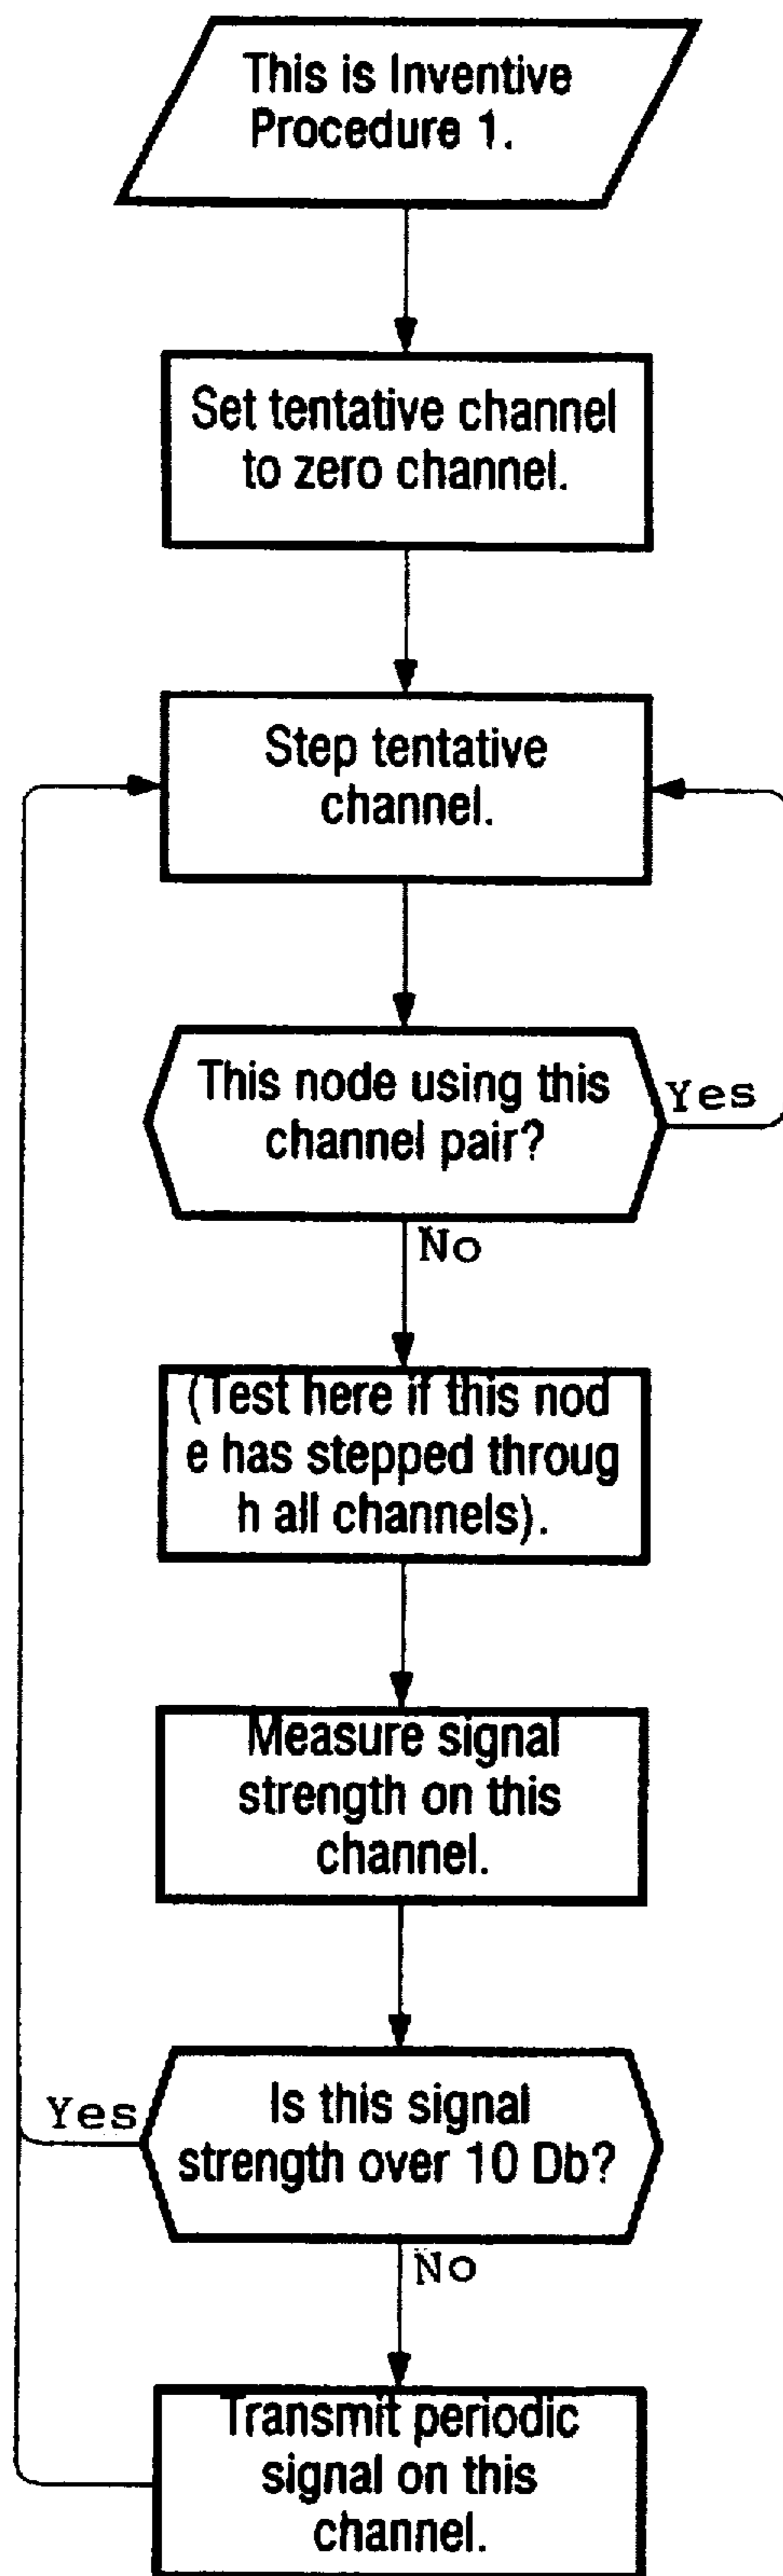 This is Inventive
Procedure 1.
Set tentative channel
to zero channel.
Step tentative
channel.
This node using this
channel pair?
Yes
No
(Test here if this nod
e has stepped throug
h all channels).
Measure signal
strength on this
channel.
Is this signal
strength over 10 Db?
Yes
No
Transmit periodic
signal on this
channel.